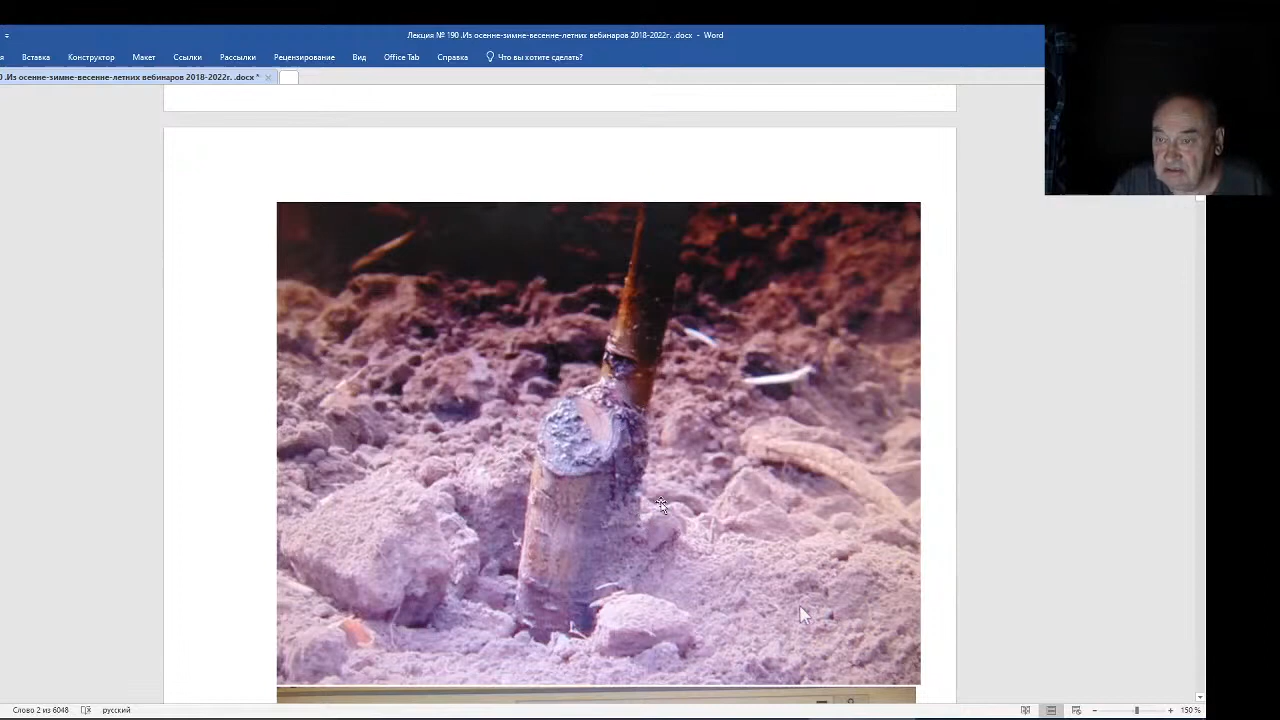 Лекция № 190 .Из осенне-зимне-весенне-летних вебинаров 2018-2022г. .docx - Word
Вставка Конструктор Макет Ссылки Рассылки Рецензирование Вид Office Tab Справка Что вы хотите сделать?
0 .Из осенне-зимне-весенне-летних вебинаров 2018-2022г. .docx *
Слово 2 из 6048 русский 150 %